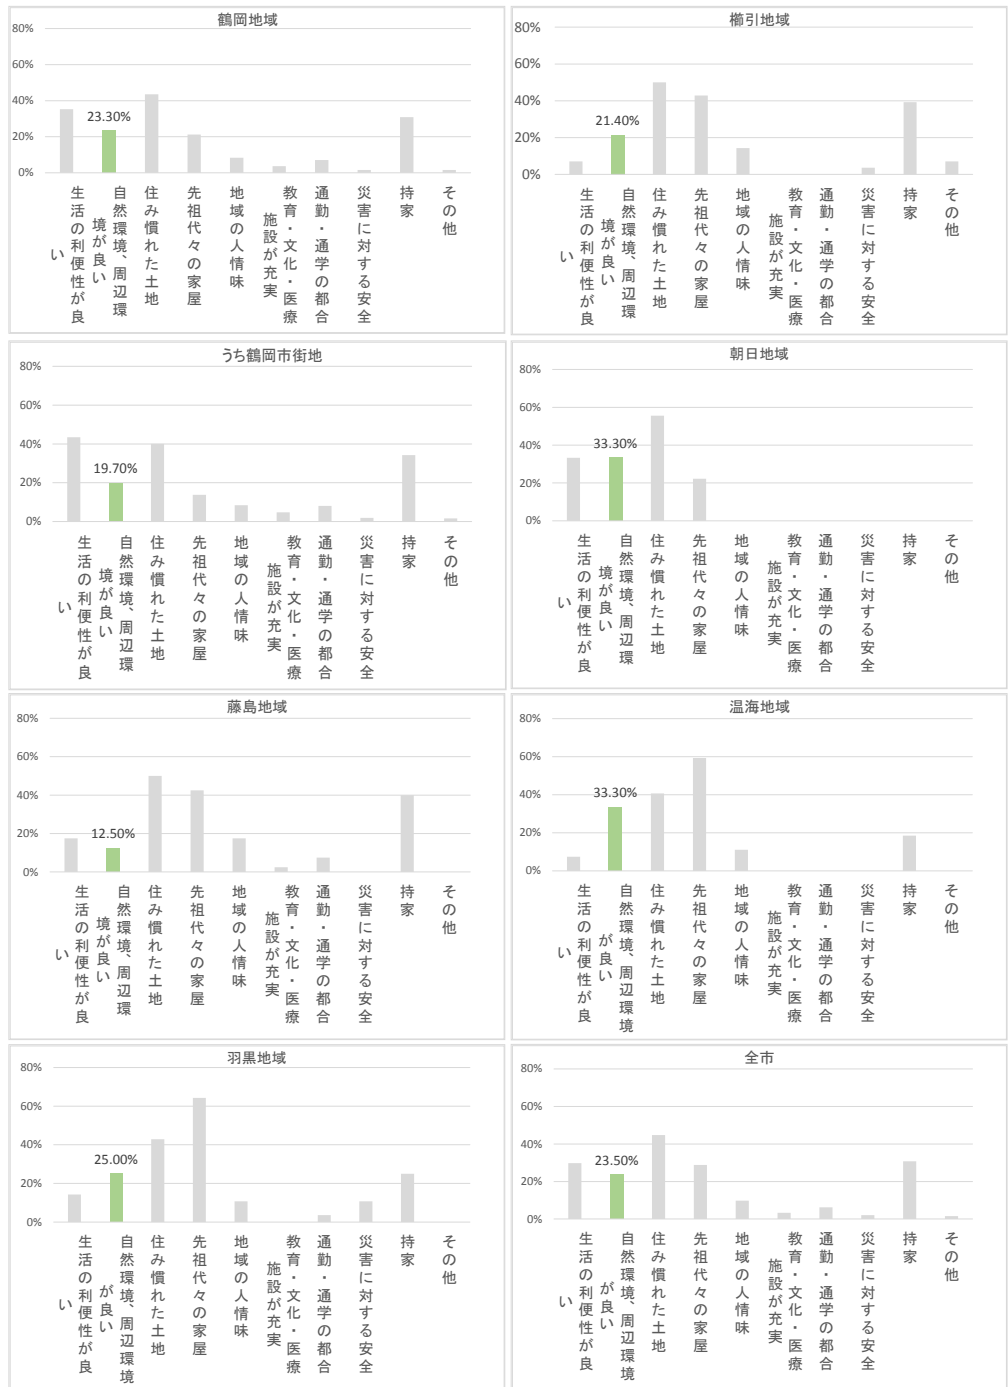 鶴岡地域
80%
60%
40%
20%
0%
23.30%
生活の利便性が良
い
自然環境、周辺環
境が良い
住み慣れた土地
先祖代々の家屋
地域の人情味
教育・文化・医療
施設が充実
通勤・通学の都合
災害に対する安全
持家
その他
櫛引地域
80%
60%
40%
20%
0%
21.40%
生活の利便性が良
い
自然環境、周辺環
境が良い
住み慣れた土地
先祖代々の家屋
地域の人情味
教育・文化・医療
施設が充実
通勤・通学の都合
災害に対する安全
持家
その他
うち鶴岡市街地
80%
60%
40%
20%
0%
19.70%
生活の利便性が良
い
自然環境、周辺環
境が良い
住み慣れた土地
先祖代々の家屋
地域の人情味
教育・文化・医療
施設が充実
通勤・通学の都合
災害に対する安全
持家
その他
朝日地域
80%
60%
40%
20%
0%
33.30%
生活の利便性が良
い
自然環境、周辺環
境が良い
住み慣れた土地
先祖代々の家屋
地域の人情味
教育・文化・医療
施設が充実
通勤・通学の都合
災害に対する安全
持家
その他
藤島地域
80%
60%
40%
20%
0%
12.50%
生活の利便性が良
い
自然環境、周辺環
境が良い
住み慣れた土地
先祖代々の家屋
地域の人情味
教育・文化・医療
施設が充実
通勤・通学の都合
災害に対する安全
持家
その他
温海地域
80%
60%
40%
20%
0%
33.30%
生活の利便性が良
い
自然環境、周辺環境
が良い
住み慣れた土地
先祖代々の家屋
地域の人情味
教育・文化・医療
施設が充実
通勤・通学の都合
災害に対する安全
持家
その他
羽黒地域
80%
60%
40%
20%
0%
25.00%
生活の利便性が良
い
自然環境、周辺環境
が良い
住み慣れた土地
先祖代々の家屋
地域の人情味
教育・文化・医療
施設が充実
通勤・通学の都合
災害に対する安全
持家
その他
全市
80%
60%
40%
20%
0%
23.50%
生活の利便性が良
い
自然環境、周辺環境
が良い
住み慣れた土地
先祖代々の家屋
地域の人情味
教育・文化・医療
施設が充実
通勤・通学の都合
災害に対する安全
持家
その他